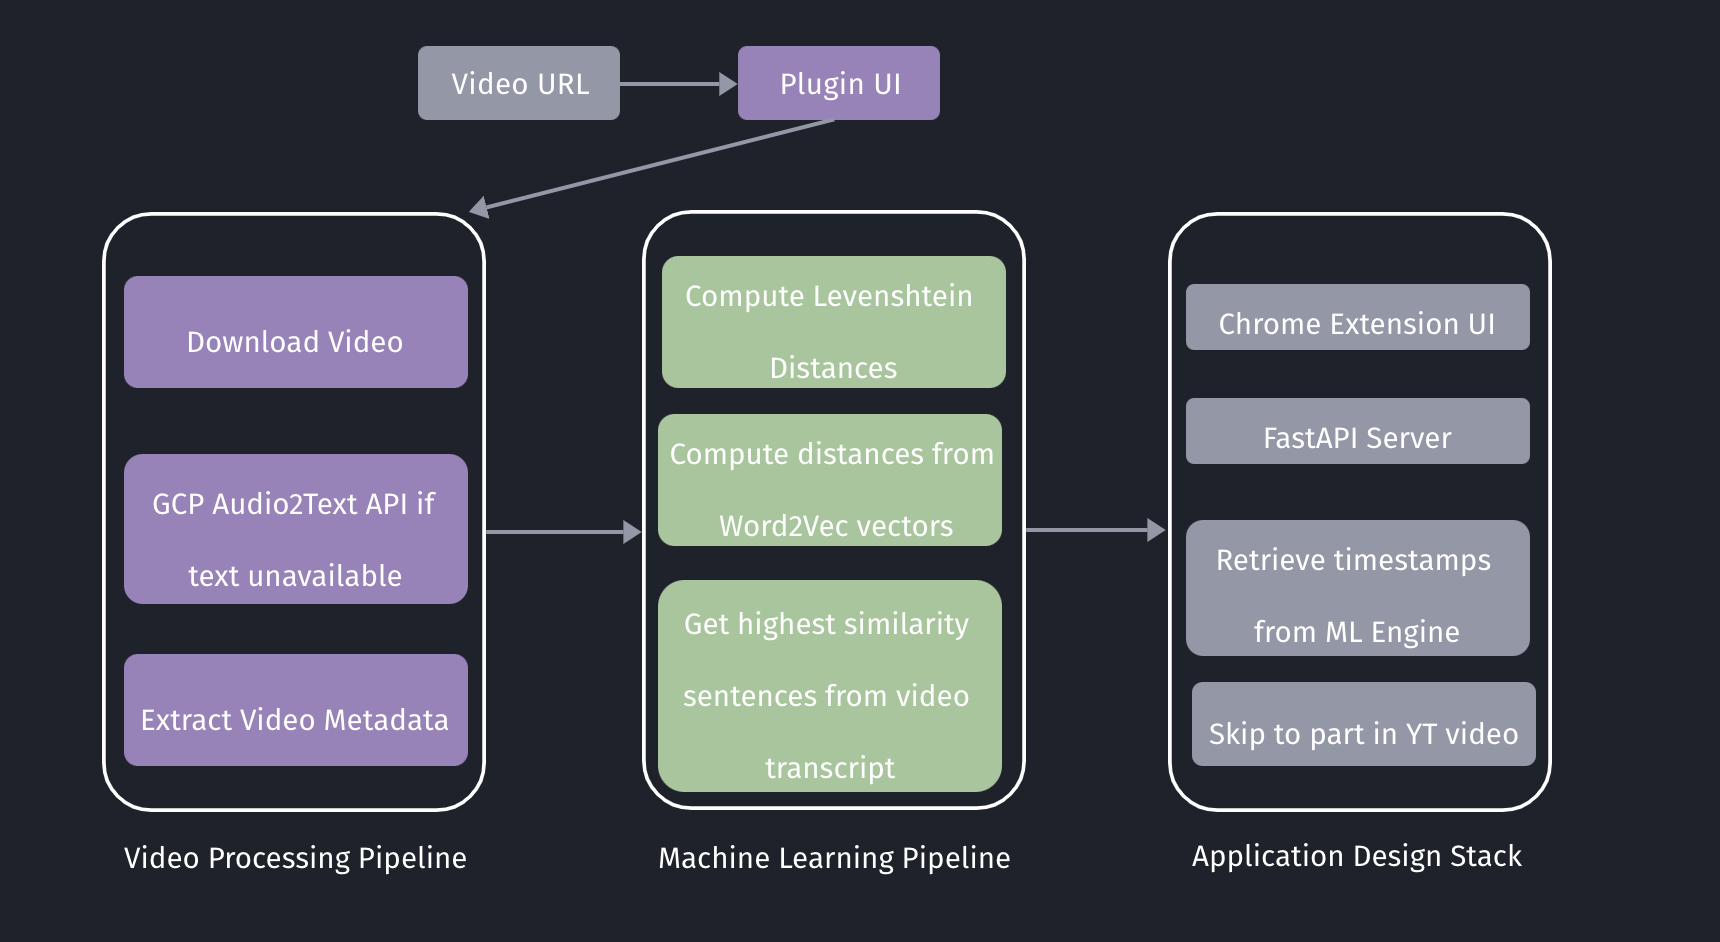 Video URL
Plugin UI
Download Video
GCP Audio2Text API if
text unavailable
Extract Video Metadata
Video Processing Pipeline
Compute Levenshtein
Distances
Compute distances from
Word2Vec vectors
Get highest similarity
sentences from video
transcript
Machine Learning Pipeline
Chrome Extension UI
FastAPI Server
Retrieve timestamps
from ML Engine
Skip to part in YT video
Application Design Stack